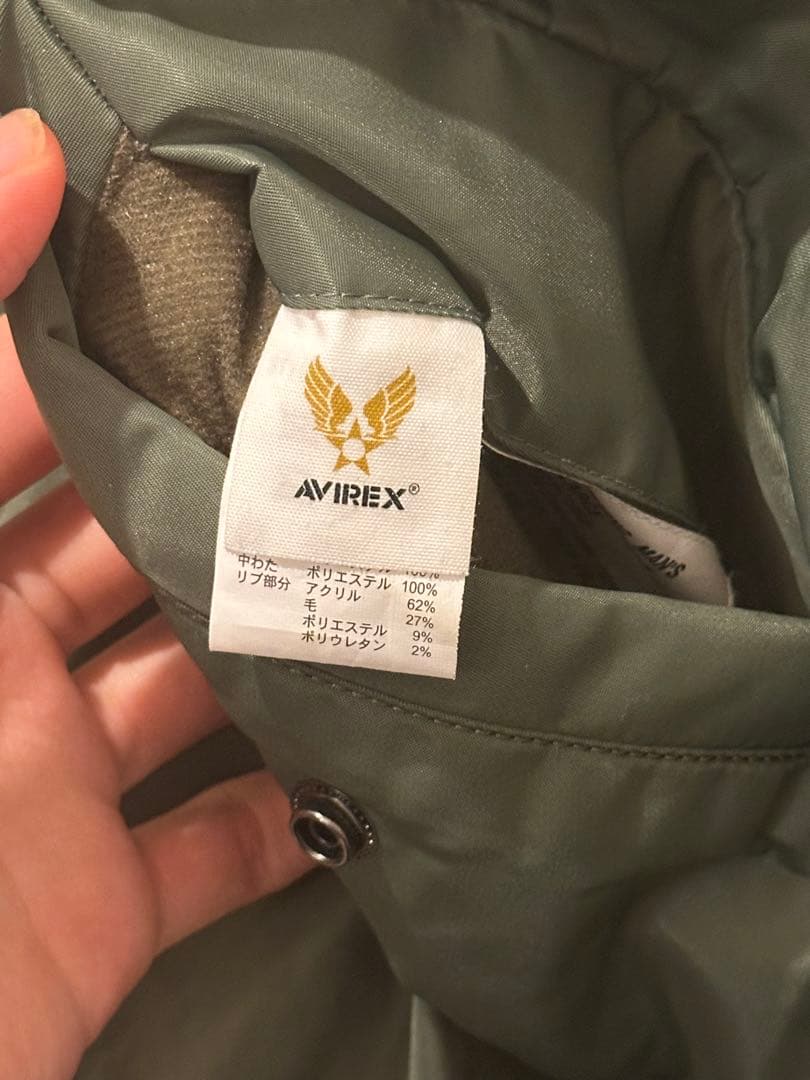 AVIREX®
100%
中わた ポリエステル 100%
リブ部分 アクリル 62%
毛 27%
ポリエステル 9%
ポリウレタン 2%
MAN'S